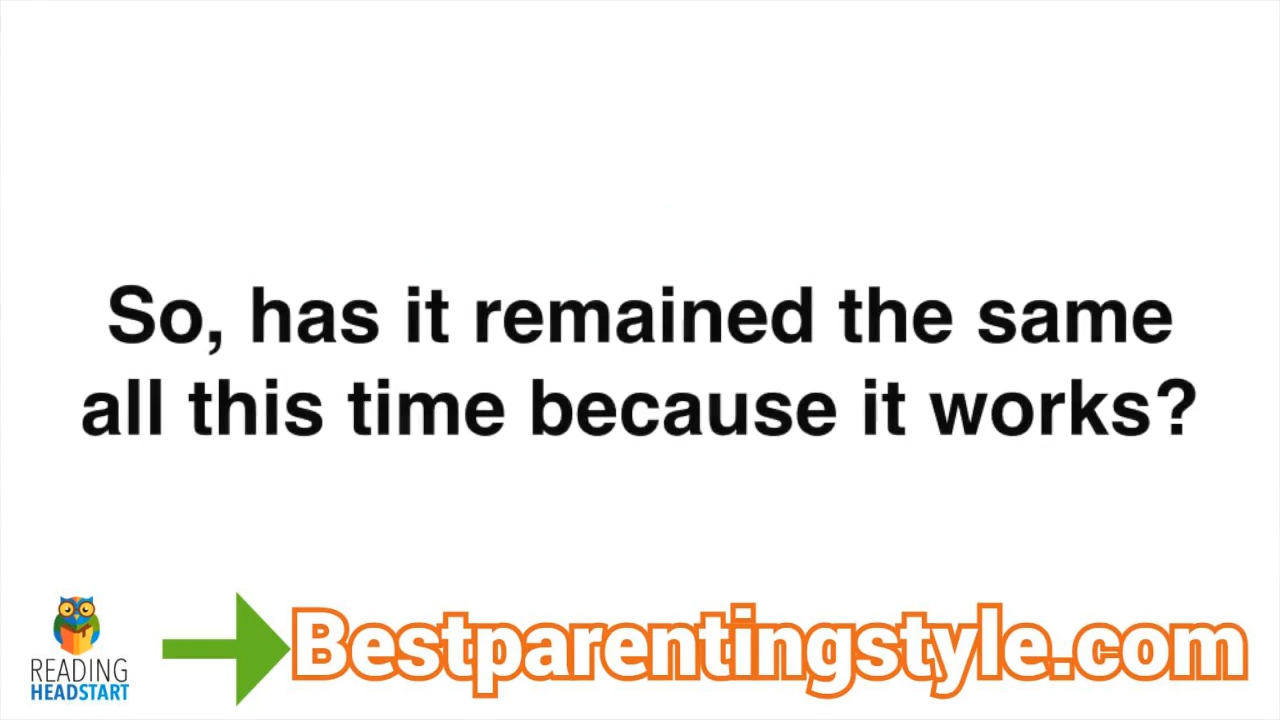 So, has it remained the same
all this time because it works?
READING
HEADSTART
Bestparentingstyle.com